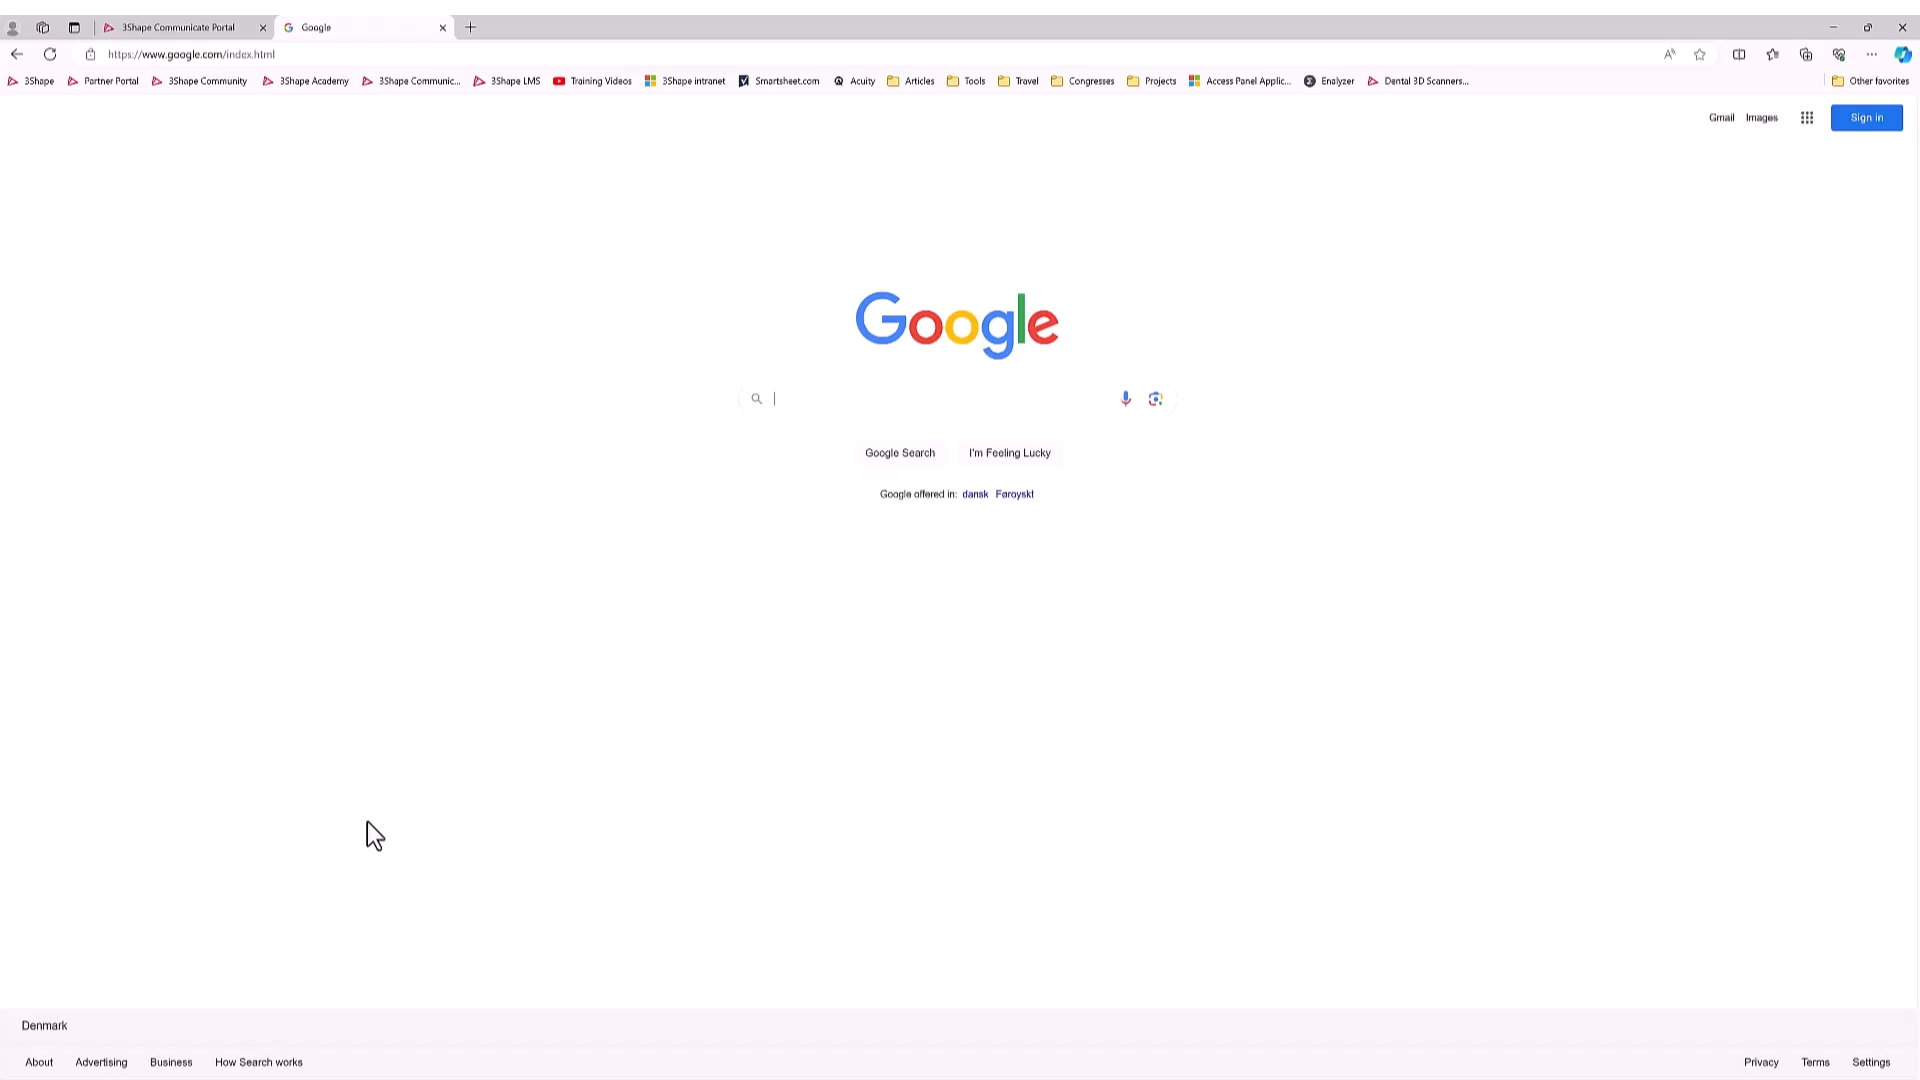 3Shape Communicate Portal
Google
https://www.google.com/index.html
3Shape Partner Portal 3Shape Community 3Shape Academy 3Shape Communic... 3Shape LMS Training Videos 3Shape intranet Smartsheet.com Acuity Articles Tools Travel Congresses Projects Access Panel Applic... Enalyzer Dental 3D Scanners... Other favorites
Gmail Images Sign in
Google
Google Search I'm Feeling Lucky
Google offered in: dansk Føroyskt
Denmark
About Advertising Business How Search works Privacy Terms Settings